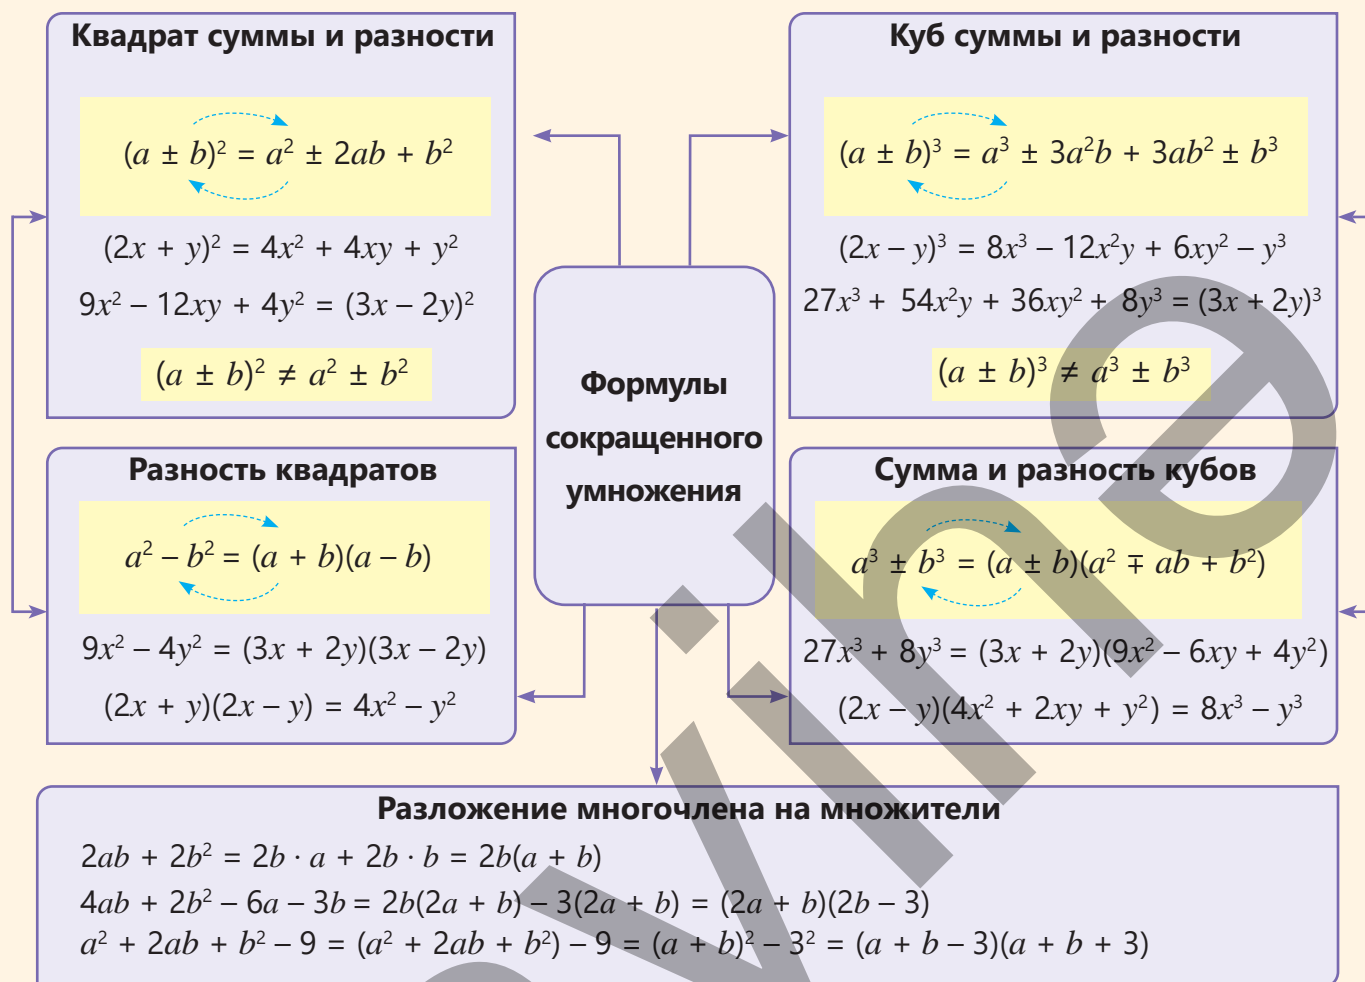 Квадрат суммы и разности
(a ± b)² = a² ± 2ab + b²
(2x + y)² = 4x² + 4xy + y²
9x² – 12xy + 4y² = (3x – 2y)²
(a ± b)² ≠ a² ± b²
Куб суммы и разности
(a ± b)³ = a³ ± 3a²b + 3ab² ± b³
(2x – y)³ = 8x³ – 12x²y + 6xy² – y³
27x³ + 54x²y + 36xy² + 8y³ = (3x + 2y)³
(a ± b)³ ≠ a³ ± b³
Формулы
сокращенного
умножения
Разность квадратов
a² – b² = (a + b)(a – b)
9x² – 4y² = (3x + 2y)(3x – 2y)
(2x + y)(2x – y) = 4x² – y²
Сумма и разность кубов
a³ ± b³ = (a ± b)(a² ∓ ab + b²)
27x³ + 8y³ = (3x + 2y)(9x² – 6xy + 4y²)
(2x – y)(4x² + 2xy + y²) = 8x³ – y³
Разложение многочлена на множители
2ab + 2b² = 2b · a + 2b · b = 2b(a + b)
4ab + 2b² – 6a – 3b = 2b(2a + b) – 3(2a + b) = (2a + b)(2b – 3)
a² + 2ab + b² – 9 = (a² + 2ab + b²) – 9 = (a + b)² – 3² = (a + b – 3)(a + b + 3)